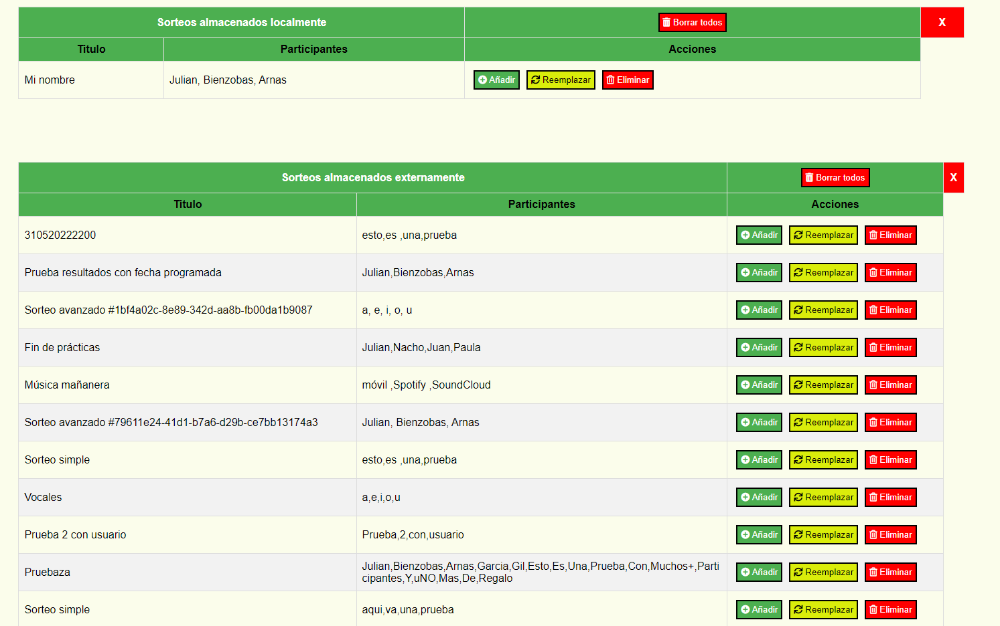 Sorteos almacenados localmente Borrar todos X
Titulo Participantes Acciones
Mi nombre Julian, Bienzobas, Arnas Añadir Reemplazar Eliminar
Sorteos almacenados externamente Borrar todos X
Titulo Participantes Acciones
310520222200 esto,es ,una,prueba Añadir Reemplazar Eliminar
Prueba resultados con fecha programada Julian,Bienzobas,Arnas Añadir Reemplazar Eliminar
Sorteo avanzado #1bf4a02c-8e89-342d-aa8b-fb00da1b9087 a, e, i, o, u Añadir Reemplazar Eliminar
Fin de prácticas Julian,Nacho,Juan,Paula Añadir Reemplazar Eliminar
Música mañanera móvil ,Spotify ,SoundCloud Añadir Reemplazar Eliminar
Sorteo avanzado #79611e24-41d1-b7a6-d29b-ce7bb13174a3 Julian, Bienzobas, Arnas Añadir Reemplazar Eliminar
Sorteo simple esto,es ,una,prueba Añadir Reemplazar Eliminar
Vocales a,e,i,o,u Añadir Reemplazar Eliminar
Prueba 2 con usuario Prueba,2,con,usuario Añadir Reemplazar Eliminar
Pruebaza Julian,Bienzobas,Arnas,Garcia,Gil,Esto,Es,Una,Prueba,Con,Muchos+,Parti
cipantes,Y,uNO,Mas,De,Regalo Añadir Reemplazar Eliminar
Sorteo simple aqui,va,una,prueba Añadir Reemplazar Eliminar